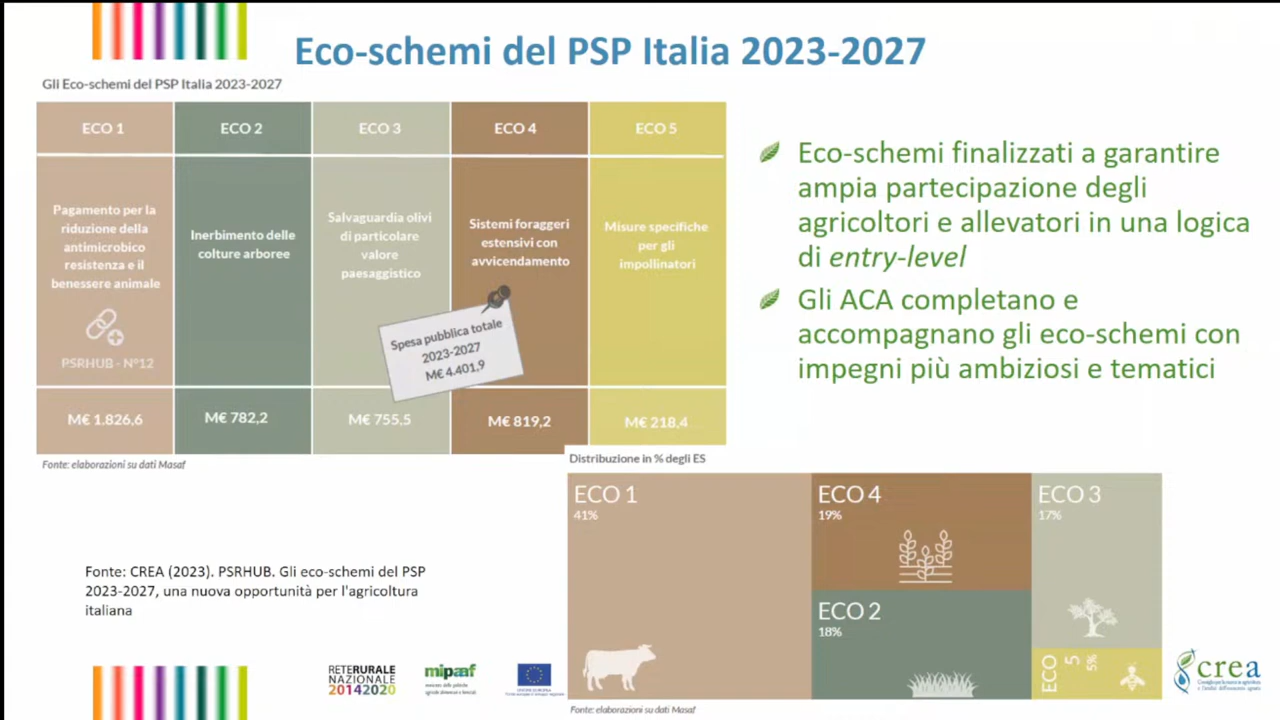 Eco-schemi del PSP Italia 2023-2027
Gli Eco-schemi del PSP Italia 2023-2027
ECO 1
ECO 2
ECO 3
ECO 4
ECO 5
Pagamento per la
riduzione della
antimicrobico
resistenza e il
benessere animale
PSRHUB - N°12
Inerbimento delle
colture arboree
Salvaguardia olivi
di particolare
valore
paesaggistico
Sistemi foraggeri
estensivi con
avvicendamento
Misure specifiche
per gli
impollinatori
Spesa pubblica totale
2023-2027
M€ 4.401,9
M€ 1.826,6
M€ 782,2
M€ 755,5
M€ 819,2
M€ 218,4
Fonte: elaborazioni su dati Masaf
Eco-schemi finalizzati a garantire
ampia partecipazione degli
agricoltori e allevatori in una logica
di entry-level
Gli ACA completano e
accompagnano gli eco-schemi con
impegni più ambiziosi e tematici
Distribuzione in % degli ES
ECO 1
41%
ECO 4
19%
ECO 3
17%
ECO 2
18%
ECO
5
5%
Fonte: elaborazioni su dati Masaf
Fonte: CREA (2023). PSRHUB. Gli eco-schemi del PSP
2023-2027, una nuova opportunità per l'agricoltura
italiana
RETERURALE
NAZIONALE
20142020
mipaaf
crea